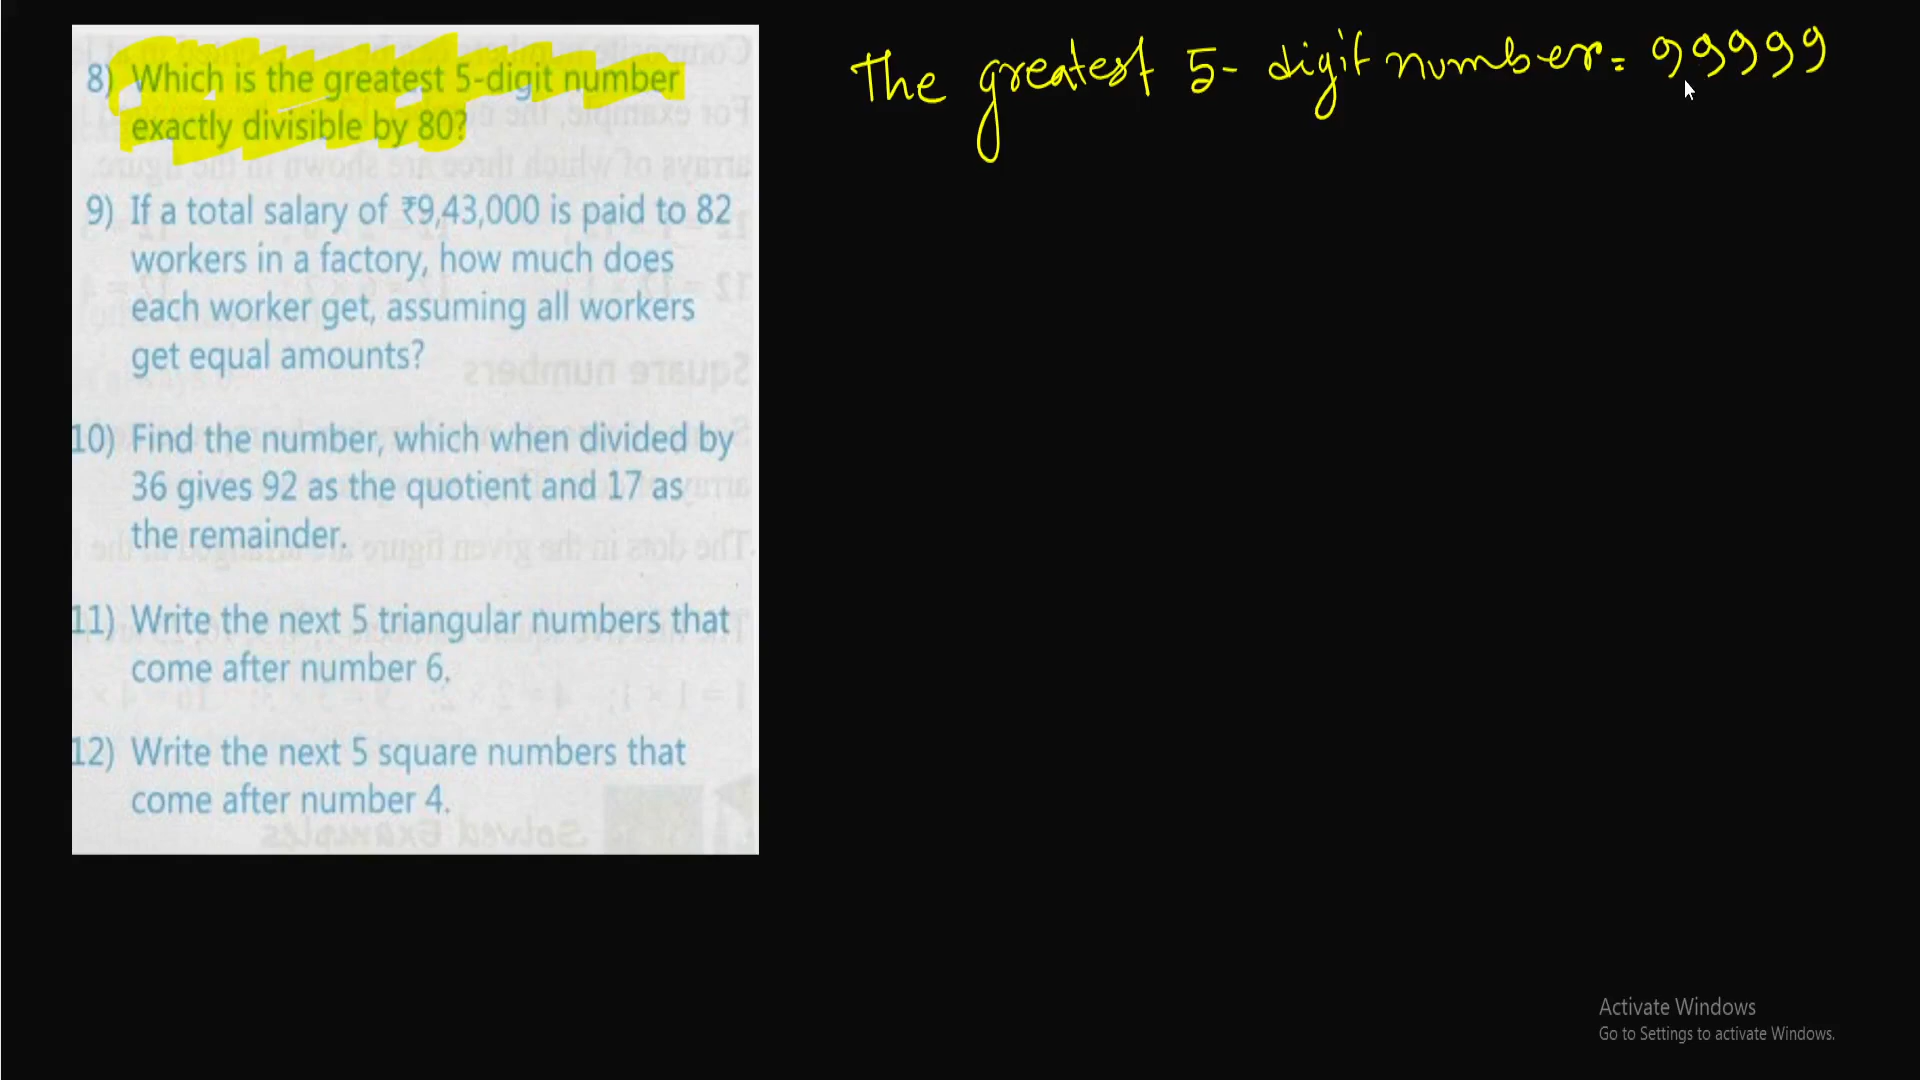 8) Which is the greatest 5-digit number
exactly divisible by 80?
9) If a total salary of ₹9,43,000 is paid to 82
workers in a factory, how much does
each worker get, assuming all workers
get equal amounts?
10) Find the number, which when divided by
36 gives 92 as the quotient and 17 as
the remainder.
11) Write the next 5 triangular numbers that
come after number 6.
12) Write the next 5 square numbers that
come after number 4.
The greatest 5-digit number = 99999
Activate Windows
Go to Settings to activate Windows.